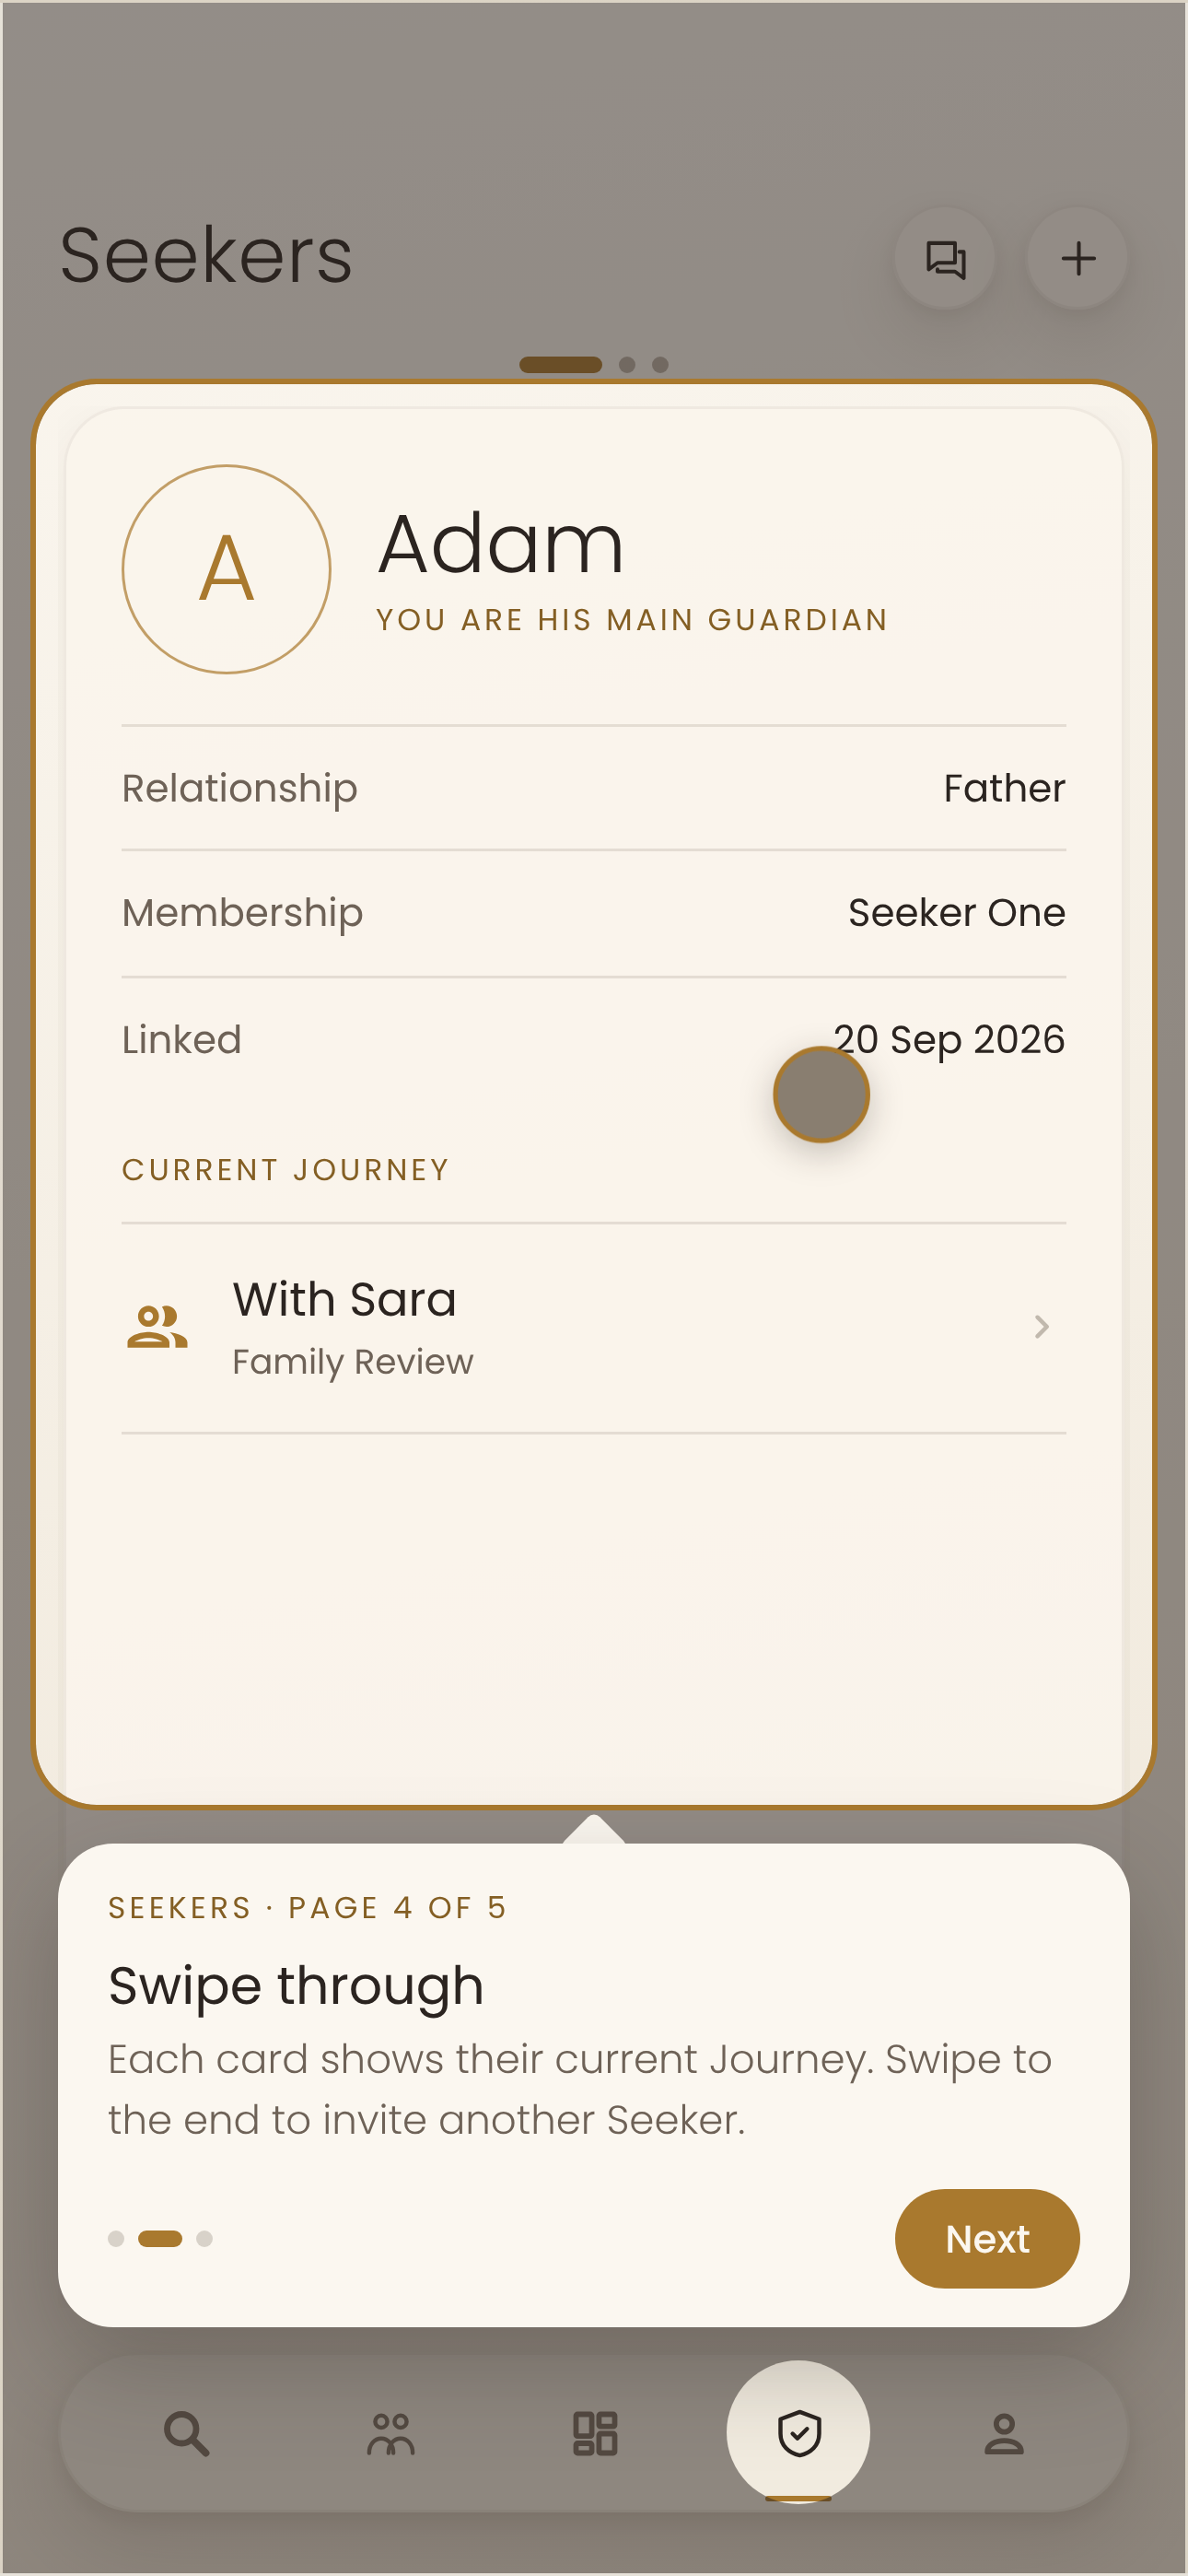 Seekers
A
Adam
YOU ARE HIS MAIN GUARDIAN
Relationship Father
Membership Seeker One
Linked 20 Sep 2026
CURRENT JOURNEY
With Sara
Family Review
SEEKERS · PAGE 4 OF 5
Swipe through
Each card shows their current Journey. Swipe to
the end to invite another Seeker.
Next